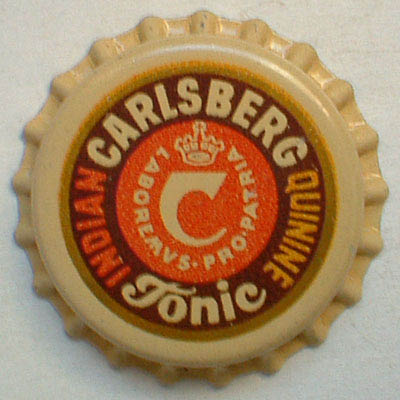 CARLSBERG
INDIAN
QUININE
Tonic
LABOREMVS·PRO·PATRIA
C